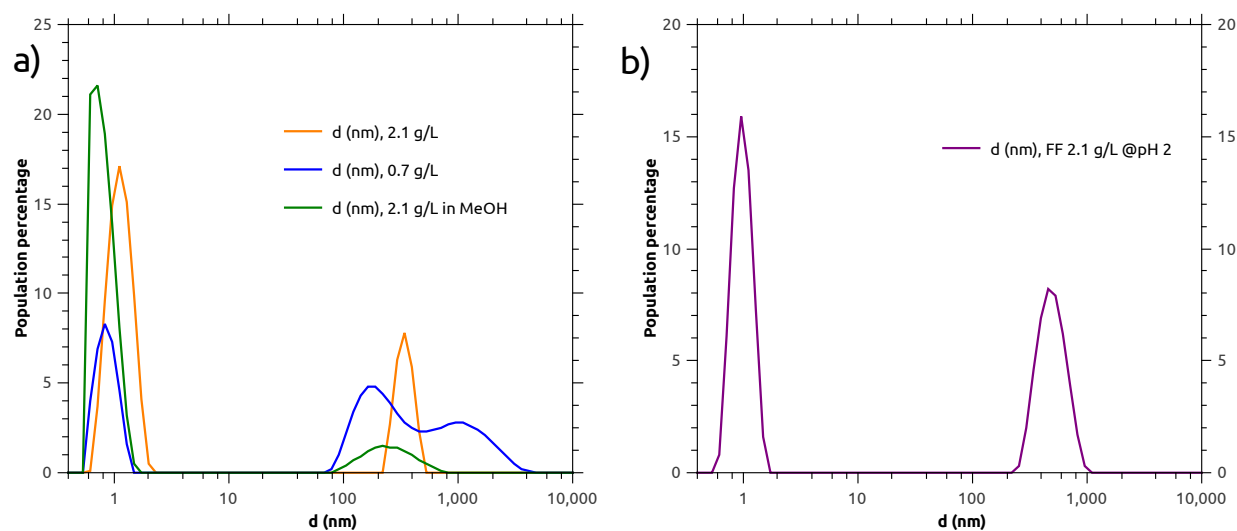 a)
Population percentage
25
20
15
10
5
0
d (nm), 2.1 g/L
d (nm), 0.7 g/L
d (nm), 2.1 g/L in MeOH
1
10
100
1,000
10,000
d (nm)
b)
Population percentage
20
15
10
5
0
d (nm), FF 2.1 g/L @pH 2
20
15
10
5
0
1
10
100
1,000
10,000
d (nm)